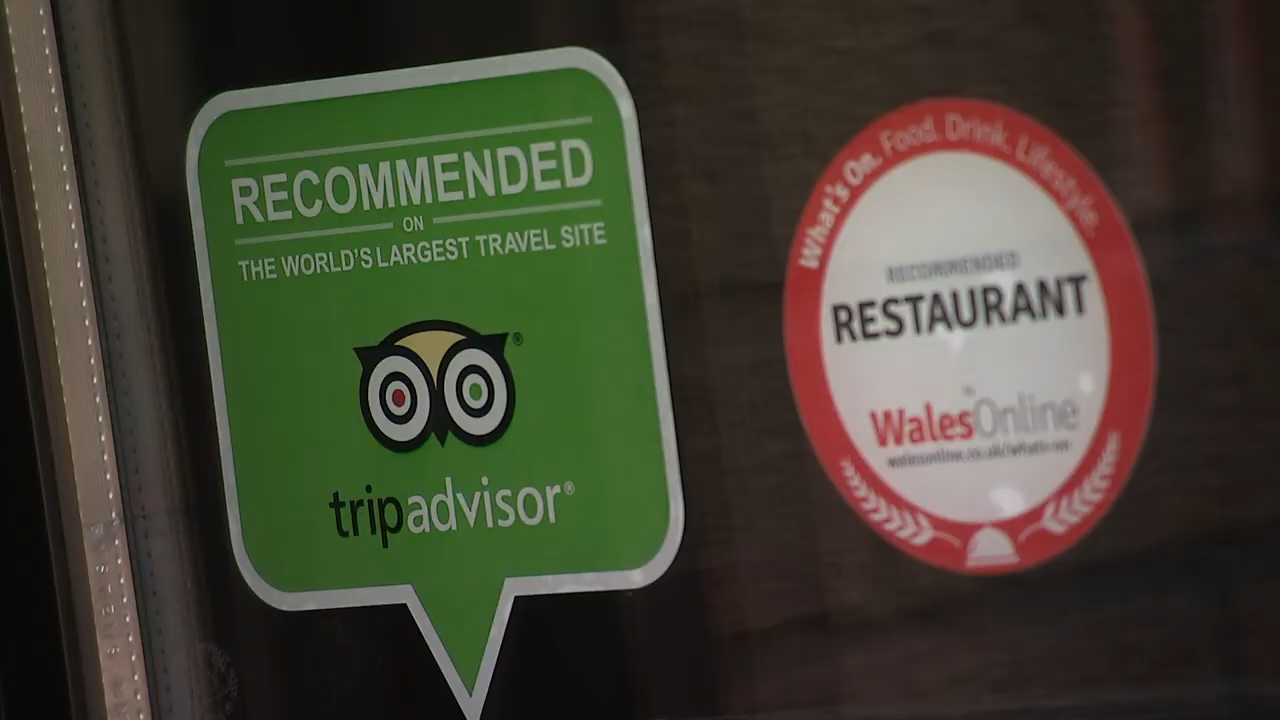 RECOMMENDED
ON
THE WORLD'S LARGEST TRAVEL SITE
tripadvisor®
What's On. Food. Drink. Lifestyle.
RECOMMENDED
RESTAURANT
WalesOnline
walesonline.co.uk/whats-on